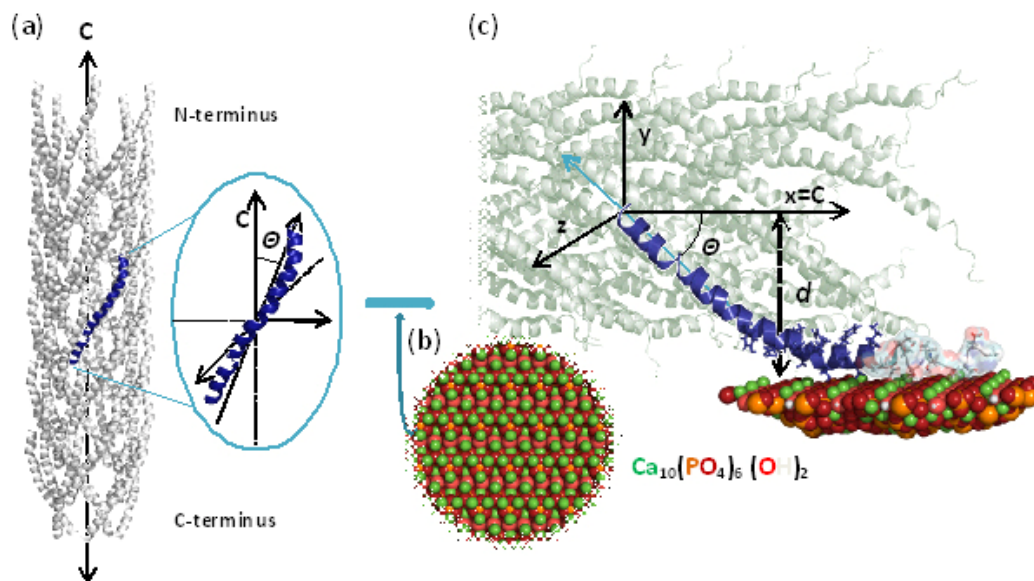 (a)
C
N-terminus
C
Θ
C-terminus
(b)
(c)
y
x=C
z
Θ
d
Ca10(PO4)6 (OH)2